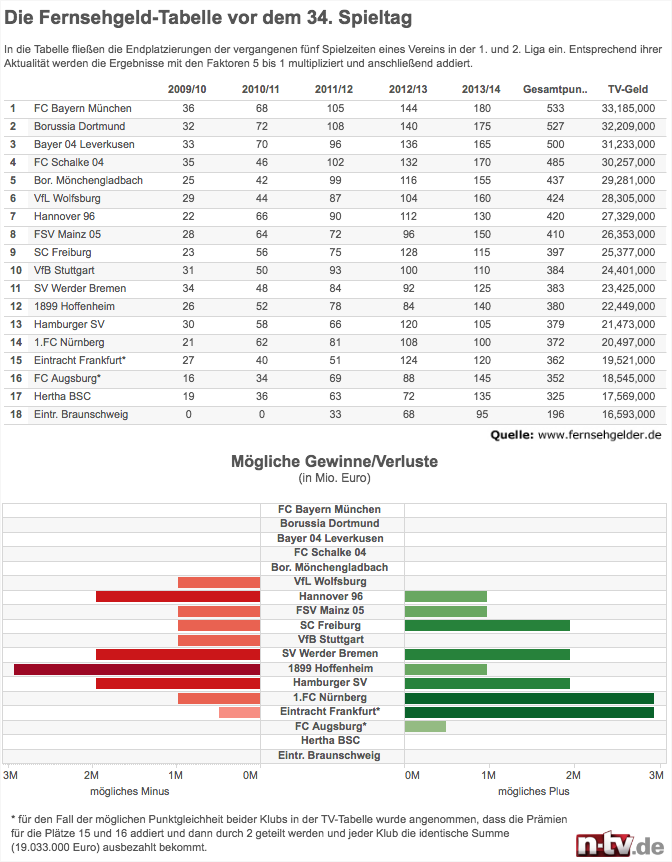 Die Fernsehgeld-Tabelle vor dem 34. Spieltag
In die Tabelle fließen die Endplatzierungen der vergangenen fünf Spielzeiten eines Vereins in der 1. und 2. Liga ein. Entsprechend ihrer
Aktualität werden die Ergebnisse mit den Faktoren 5 bis 1 multipliziert und anschließend addiert.
2009/10 2010/11 2011/12 2012/13 2013/14 Gesamtpun.. TV-Geld
1 FC Bayern München 36 68 105 144 180 533 33,185,000
2 Borussia Dortmund 32 72 108 140 175 527 32,209,000
3 Bayer 04 Leverkusen 33 70 96 136 165 500 31,233,000
4 FC Schalke 04 35 46 102 132 170 485 30,257,000
5 Bor. Mönchengladbach 25 42 99 116 155 437 29,281,000
6 VfL Wolfsburg 29 44 87 104 160 424 28,305,000
7 Hannover 96 22 66 90 112 130 420 27,329,000
8 FSV Mainz 05 28 64 72 96 150 410 26,353,000
9 SC Freiburg 23 56 75 128 115 397 25,377,000
10 VfB Stuttgart 31 50 93 100 110 384 24,401,000
11 SV Werder Bremen 34 48 84 92 125 383 23,425,000
12 1899 Hoffenheim 26 52 78 84 140 380 22,449,000
13 Hamburger SV 30 58 66 120 105 379 21,473,000
14 1.FC Nürnberg 21 62 81 108 100 372 20,497,000
15 Eintracht Frankfurt* 27 40 51 124 120 362 19,521,000
16 FC Augsburg* 16 34 69 88 145 352 18,545,000
17 Hertha BSC 19 36 63 72 135 325 17,569,000
18 Eintr. Braunschweig 0 0 33 68 95 196 16,593,000
Quelle: www.fernsehgelder.de
Mögliche Gewinne/Verluste
(in Mio. Euro)
FC Bayern München
Borussia Dortmund
Bayer 04 Leverkusen
FC Schalke 04
Bor. Mönchengladbach
VfL Wolfsburg
Hannover 96
FSV Mainz 05
SC Freiburg
VfB Stuttgart
SV Werder Bremen
1899 Hoffenheim
Hamburger SV
1.FC Nürnberg
Eintracht Frankfurt*
FC Augsburg*
Hertha BSC
Eintr. Braunschweig
3M 2M 1M 0M 0M 1M 2M 3M
mögliches Minus mögliches Plus
* für den Fall der möglichen Punktgleichheit beider Klubs in der TV-Tabelle wurde angenommen, dass die Prämien
für die Plätze 15 und 16 addiert und dann durch 2 geteilt werden und jeder Klub die identische Summe
(19.033.000 Euro) ausbezahlt bekommt.
n-tv.de